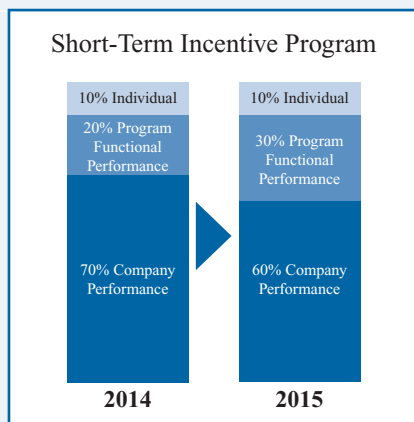 Short-Term Incentive Program
10% Individual
20% Program
Functional
Performance
70% Company
Performance
2014
10% Individual
30% Program
Functional
Performance
60% Company
Performance
2015